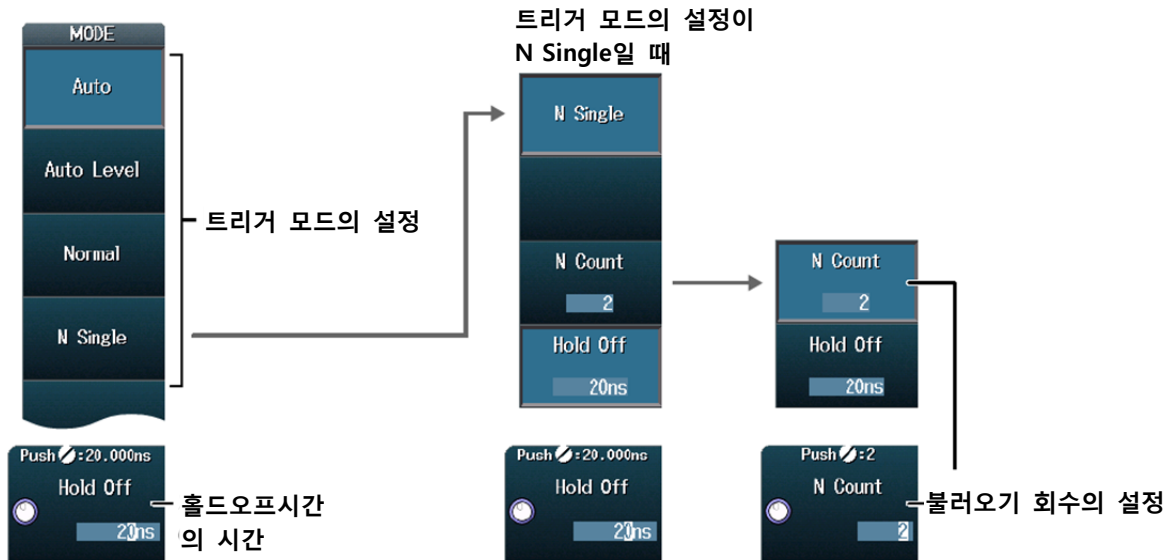 트리거 모드의 설정이
N Single일 때
MODE
Auto
Auto Level
Normal
N Single
트리거 모드의 설정
N Single
N Count
2
Hold Off
20ns
N Count
2
Hold Off
20ns
Push:20.000ns
Hold Off
20ns
홀드오프시간
의 시간
Push:20.000ns
Hold Off
20ns
Push:2
N Count
2
불러오기 회수의 설정